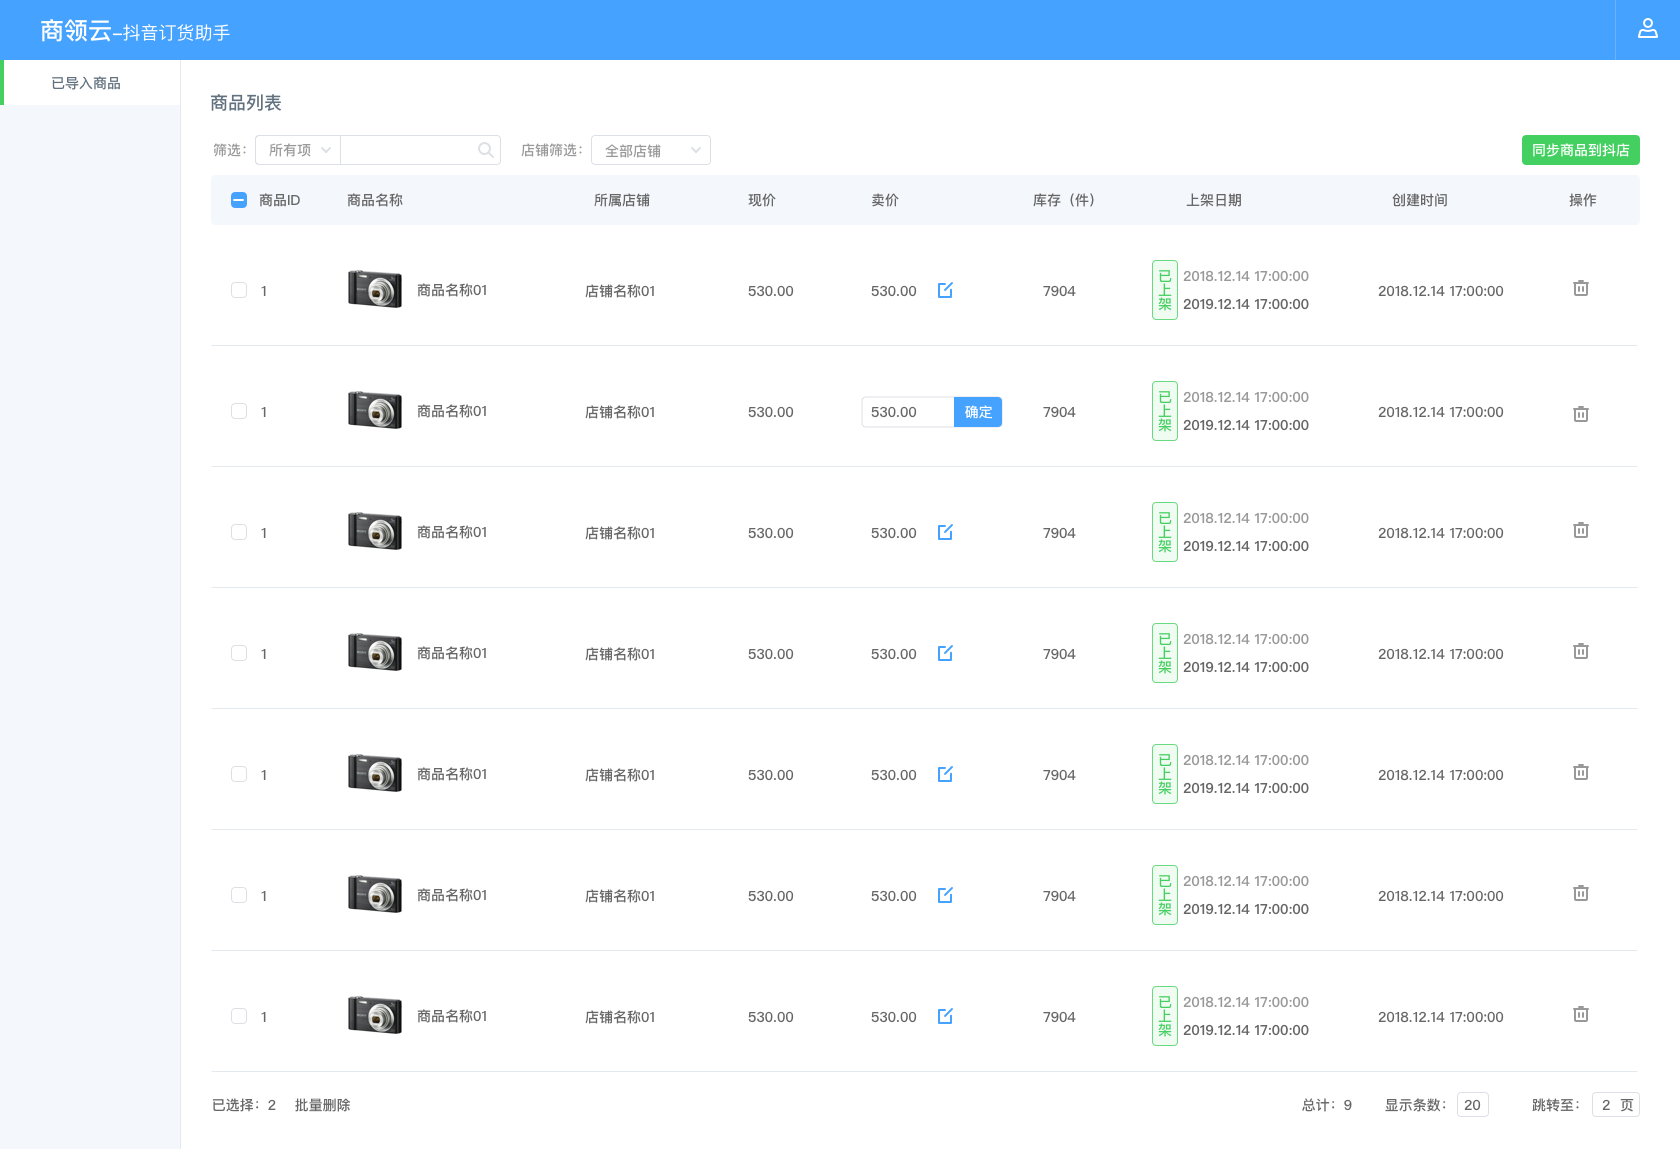 商领云-抖音订货助手
已导入商品
商品列表
筛选： 所有项 店铺筛选： 全部店铺 同步商品到抖店
商品ID 商品名称 所属店铺 现价 卖价 库存（件） 上架日期 创建时间 操作
1 商品名称01 店铺名称01 530.00 530.00 7904 已上架 2018.12.14 17:00:00 2018.12.14 17:00:00
2019.12.14 17:00:00
1 商品名称01 店铺名称01 530.00 530.00 确定 7904 已上架 2018.12.14 17:00:00 2018.12.14 17:00:00
2019.12.14 17:00:00
1 商品名称01 店铺名称01 530.00 530.00 7904 已上架 2018.12.14 17:00:00 2018.12.14 17:00:00
2019.12.14 17:00:00
1 商品名称01 店铺名称01 530.00 530.00 7904 已上架 2018.12.14 17:00:00 2018.12.14 17:00:00
2019.12.14 17:00:00
1 商品名称01 店铺名称01 530.00 530.00 7904 已上架 2018.12.14 17:00:00 2018.12.14 17:00:00
2019.12.14 17:00:00
1 商品名称01 店铺名称01 530.00 530.00 7904 已上架 2018.12.14 17:00:00 2018.12.14 17:00:00
2019.12.14 17:00:00
1 商品名称01 店铺名称01 530.00 530.00 7904 已上架 2018.12.14 17:00:00 2018.12.14 17:00:00
2019.12.14 17:00:00
已选择：2 批量删除 总计：9 显示条数： 20 跳转至： 2 页